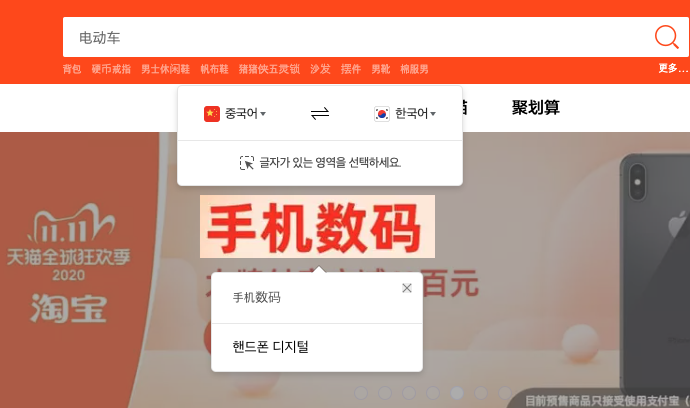 电动车
背包 硬币戒指 男士休闲鞋 帆布鞋 猪猪侠五灵锁 沙发 摆件 男靴 棉服男 更多...
중국어 한국어
聚划算
글자가 있는 영역을 선택하세요.
11.11
天猫全球狂欢季
2020
淘宝
手机数码
百元
手机数码
핸드폰 디지털
目前预售商品只接受使用支付宝（